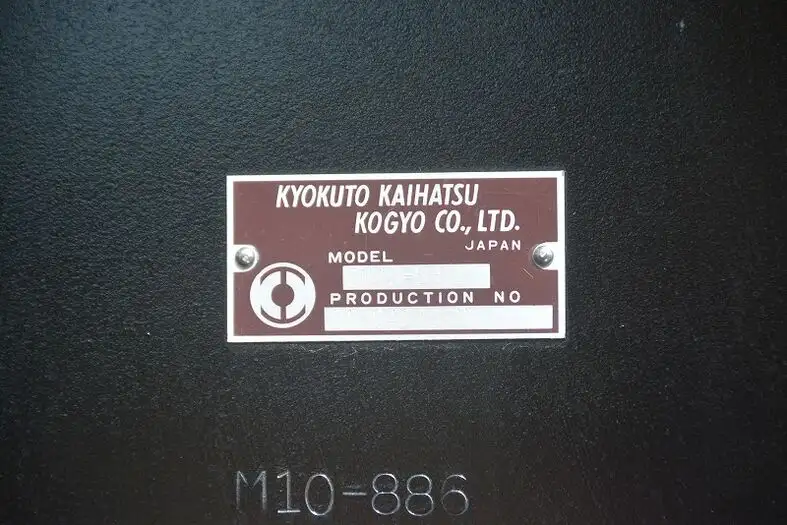 KYOKUTO KAIHATSU
KOGYO CO., LTD.
JAPAN
MODEL
PRODUCTION NO
M10-886